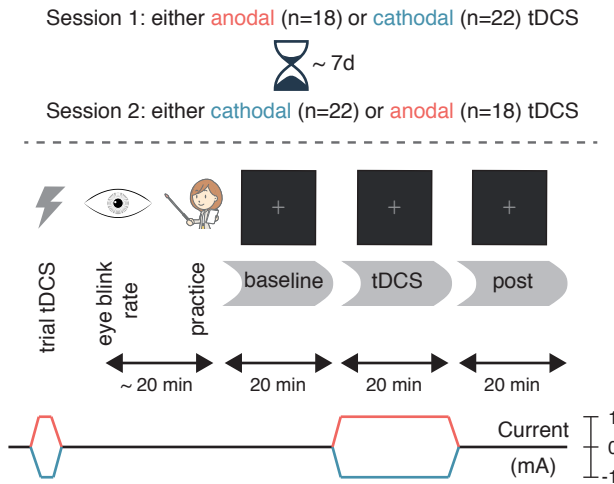 Session 1: either anodal (n=18) or cathodal (n=22) tDCS
~ 7d
Session 2: either cathodal (n=22) or anodal (n=18) tDCS
trial tDCS
eye blink
rate
practice
baseline
tDCS
post
~ 20 min
20 min
20 min
20 min
Current
(mA)
1
0
-1